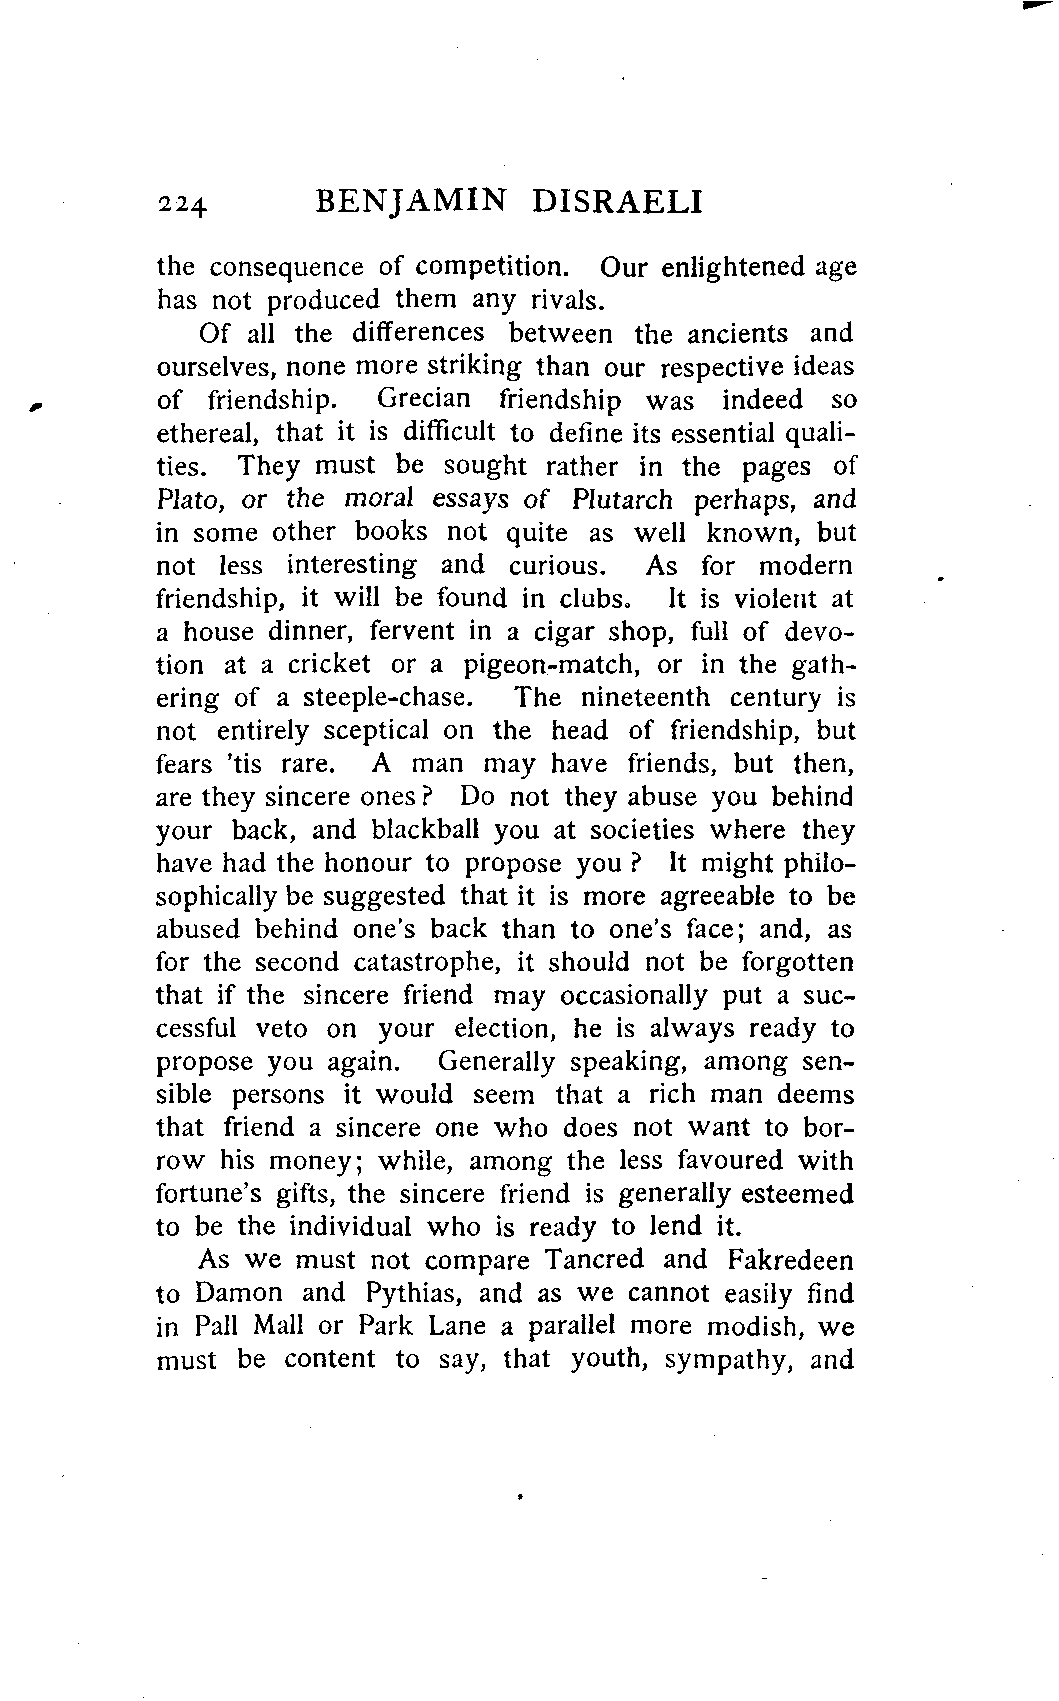 224 BENJAMIN DISRAELI
the consequence of competition. Our enlightened age
has not produced them any rivals.
Of all the differences between the ancients and
ourselves, none more striking than our respective ideas
of friendship. Grecian friendship was indeed so
ethereal, that it is difficult to define its essential quali-
ties. They must be sought rather in the pages of
Plato, or the moral essays of Plutarch perhaps, and
in some other books not quite as well known, but
not less interesting and curious. As for modern
friendship, it will be found in clubs. It is violent at
a house dinner, fervent in a cigar shop, full of devo-
tion at a cricket or a pigeon-match, or in the gath-
ering of a steeple-chase. The nineteenth century is
not entirely sceptical on the head of friendship, but
fears 'tis rare. A man may have friends, but then,
are they sincere ones? Do not they abuse you behind
your back, and blackball you at societies where they
have had the honour to propose you? It might philo-
sophically be suggested that it is more agreeable to be
abused behind one's back than to one's face; and, as
for the second catastrophe, it should not be forgotten
that if the sincere friend may occasionally put a suc-
cessful veto on your election, he is always ready to
propose you again. Generally speaking, among sen-
sible persons it would seem that a rich man deems
that friend a sincere one who does not want to bor-
row his money; while, among the less favoured with
fortune's gifts, the sincere friend is generally esteemed
to be the individual who is ready to lend it.
As we must not compare Tancred and Fakredeen
to Damon and Pythias, and as we cannot easily find
in Pall Mall or Park Lane a parallel more modish, we
must be content to say, that youth, sympathy, and